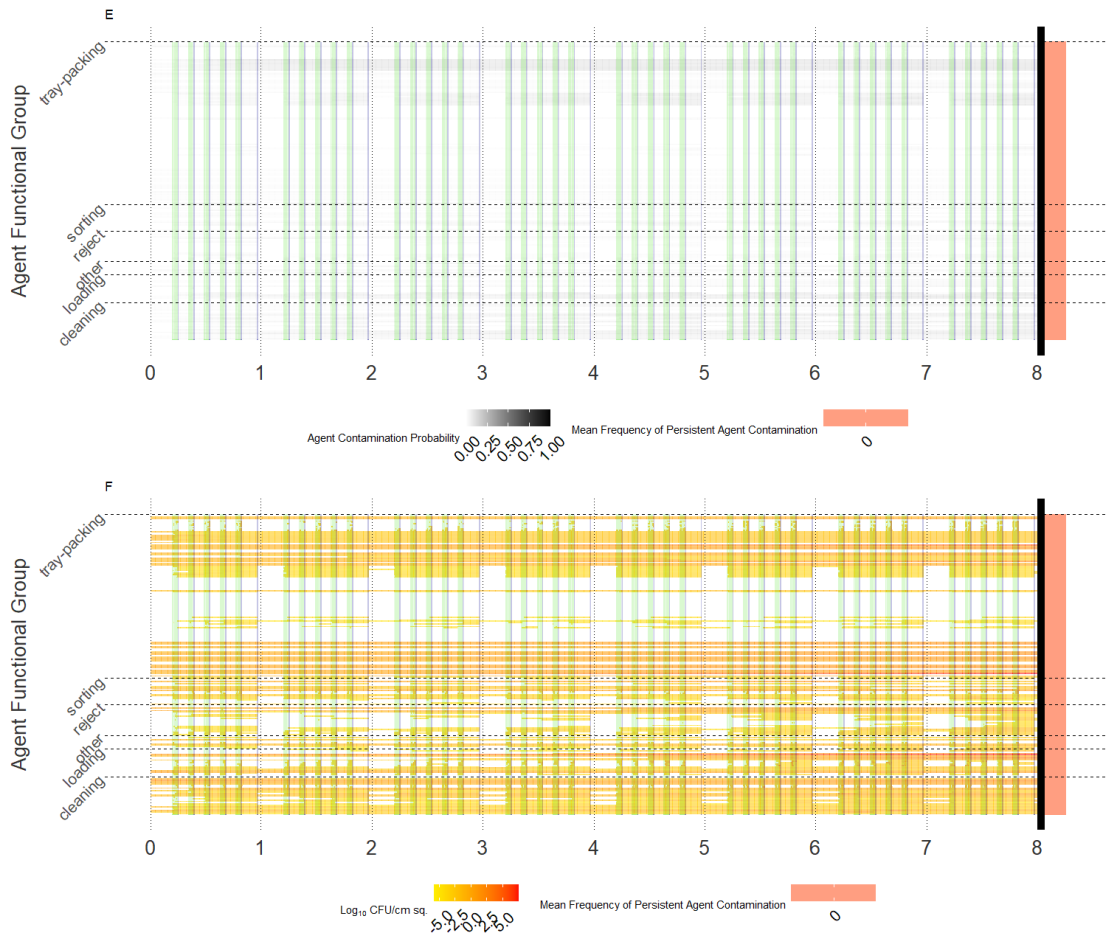 E
Agent Functional Group
tray-packing
sorting
reject
other
loading
cleaning
0 1 2 3 4 5 6 7 8
Agent Contamination Probability
0.00 0.25 0.50 0.75 1.00
Mean Frequency of Persistent Agent Contamination
0
F
Agent Functional Group
tray-packing
sorting
reject
other
loading
cleaning
0 1 2 3 4 5 6 7 8
Log₁₀ CFU/cm sq.
-5.0 -2.5 0.0 2.5 5.0
Mean Frequency of Persistent Agent Contamination
0